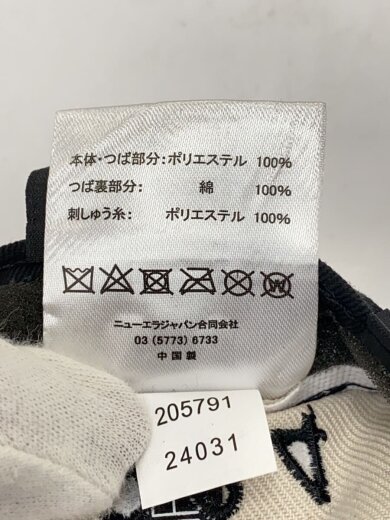 本体・つば部分：ポリエステル 100%
つば裏部分： 綿 100%
刺しゅう糸： ポリエステル 100%
ニューエラジャパン合同会社
03 (5773) 6733
中国製
205791
24031
4